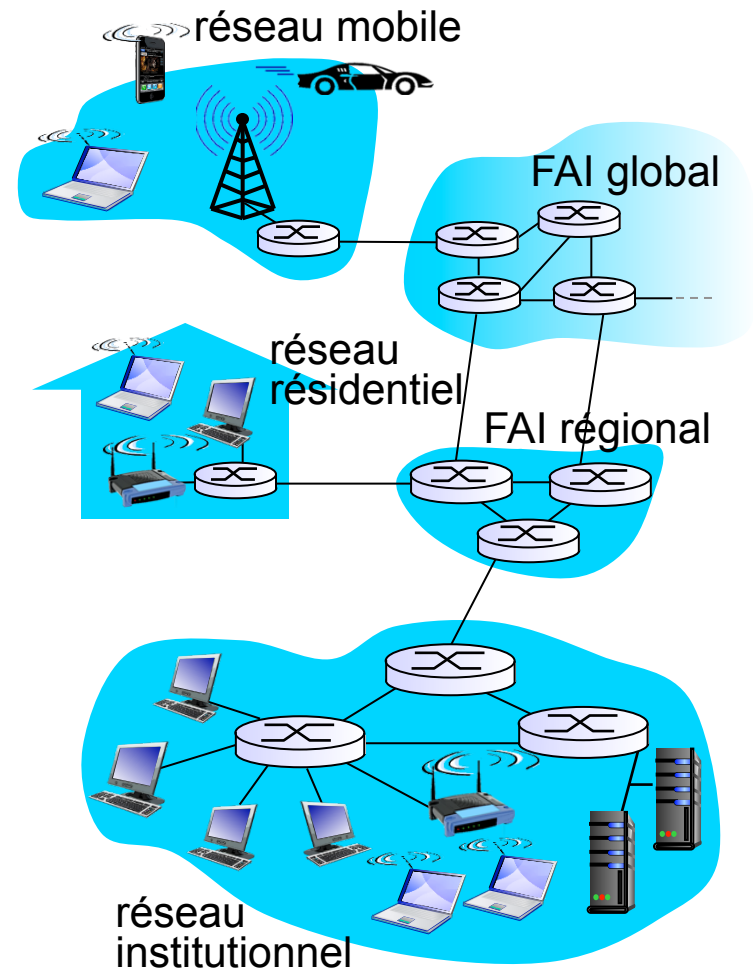 réseau mobile
FAI global
réseau
résidentiel
FAI régional
réseau
institutionnel